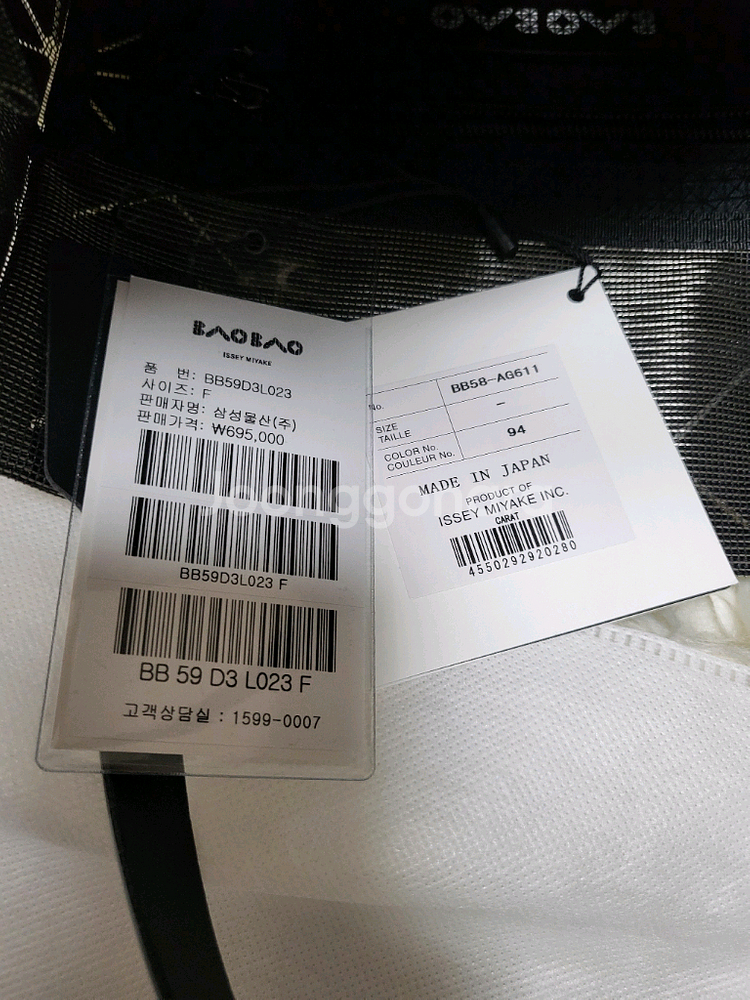 BAOBAO
BAOBAO
ISSEY MIYAKE
품 번: BB59D3L023
사이즈: F
판매자명: 삼성물산(주)
판매가격: ₩695,000
BB59D3L023 F
BB 59 D3 L023 F
고객상담실 : 1599-0007
No. BB58-AG611
SIZE
TAILLE –
COLOR No.
COULEUR No. 94
MADE IN JAPAN
PRODUCT OF
ISSEY MIYAKE INC.
CARAT
4550292920280